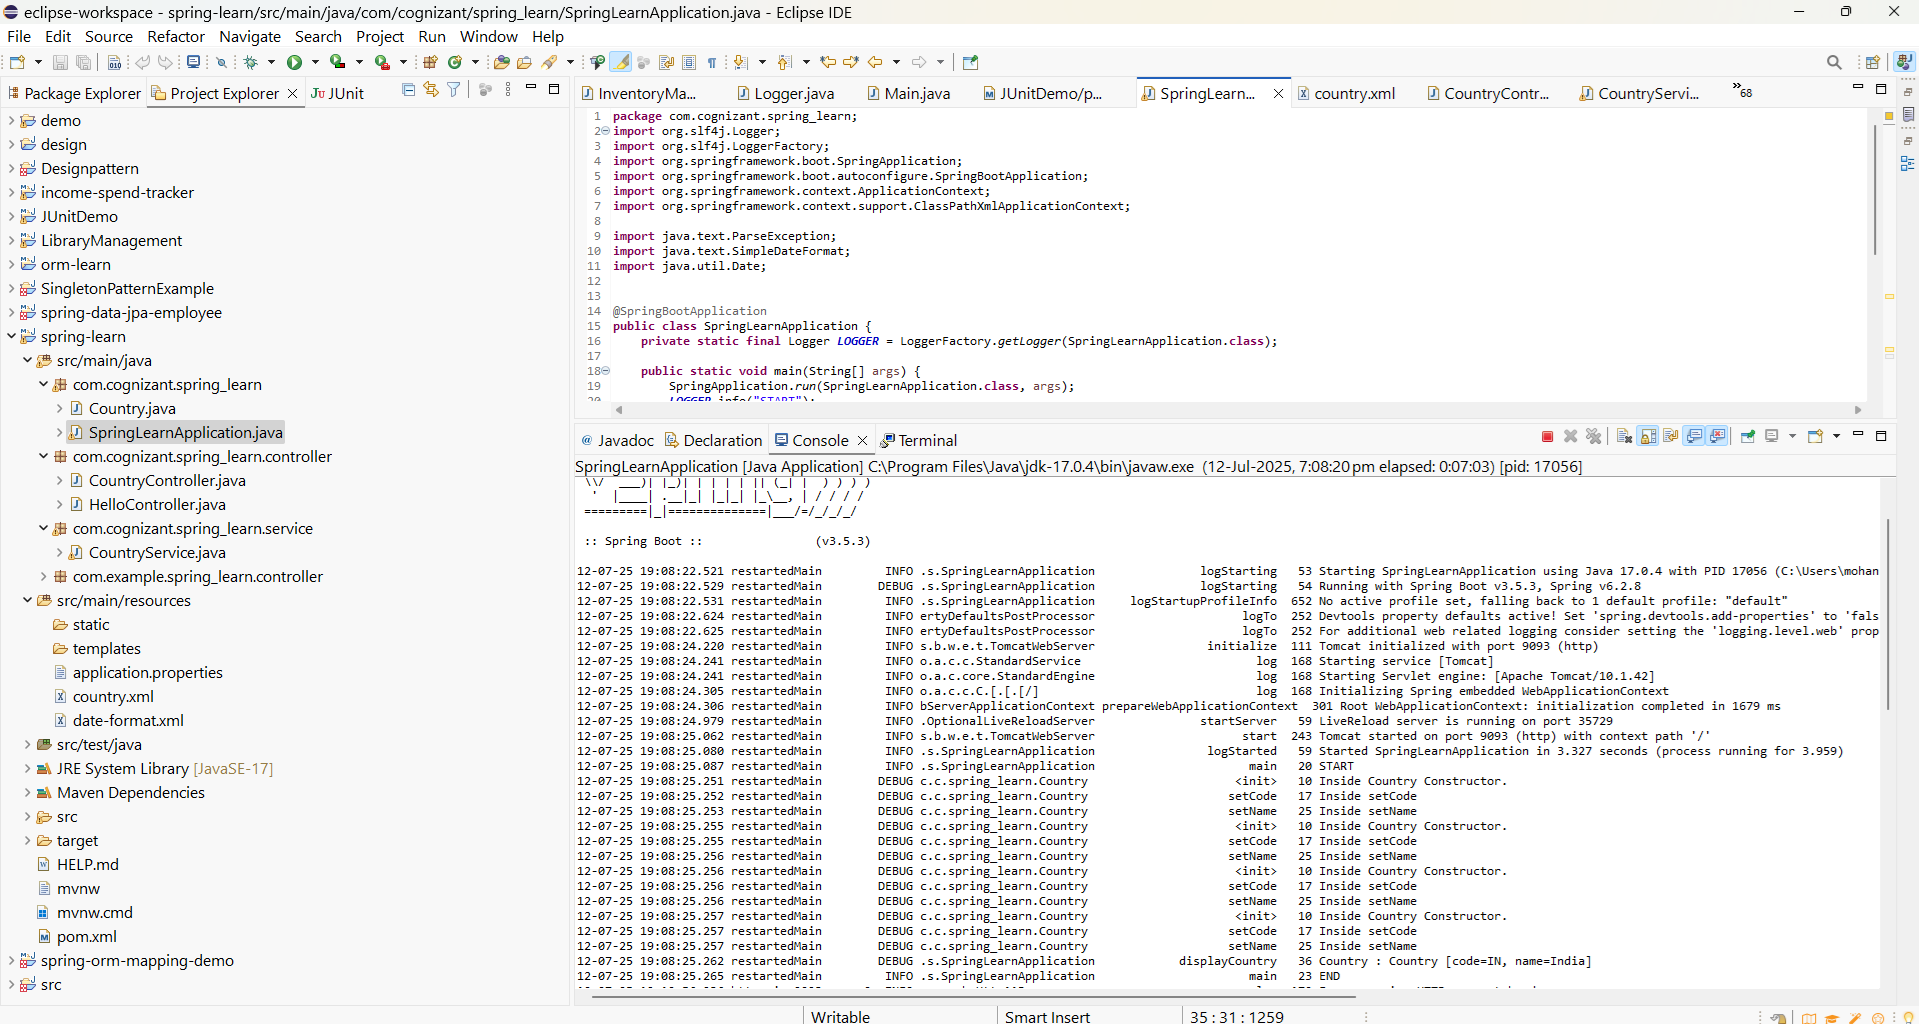 eclipse-workspace - spring-learn/src/main/java/com/cognizant/spring_learn/SpringLearnApplication.java - Eclipse IDE
File Edit Source Refactor Navigate Search Project Run Window Help
Package Explorer Project Explorer JUnit
demo
design
Designpattern
income-spend-tracker
JUnitDemo
LibraryManagement
orm-learn
SingletonPatternExample
spring-data-jpa-employee
spring-learn
src/main/java
com.cognizant.spring_learn
Country.java
SpringLearnApplication.java
com.cognizant.spring_learn.controller
CountryController.java
HelloController.java
com.cognizant.spring_learn.service
CountryService.java
com.example.spring_learn.controller
src/main/resources
static
templates
application.properties
country.xml
date-format.xml
src/test/java
JRE System Library [JavaSE-17]
Maven Dependencies
src
target
HELP.md
mvnw
mvnw.cmd
pom.xml
spring-orm-mapping-demo
src
InventoryMa... Logger.java Main.java JUnitDemo/p... SpringLearn... country.xml CountryContr... CountryServi... »68
1 package com.cognizant.spring_learn;
2 import org.slf4j.Logger;
3 import org.slf4j.LoggerFactory;
4 import org.springframework.boot.SpringApplication;
5 import org.springframework.boot.autoconfigure.SpringBootApplication;
6 import org.springframework.context.ApplicationContext;
7 import org.springframework.context.support.ClassPathXmlApplicationContext;
8
9 import java.text.ParseException;
10 import java.text.SimpleDateFormat;
11 import java.util.Date;
12
13
14 @SpringBootApplication
15 public class SpringLearnApplication {
16 private static final Logger LOGGER = LoggerFactory.getLogger(SpringLearnApplication.class);
17
18 public static void main(String[] args) {
19 SpringApplication.run(SpringLearnApplication.class, args);
20 LOGGER.info("START");
@ Javadoc Declaration Console Terminal
SpringLearnApplication [Java Application] C:\Program Files\Java\jdk-17.0.4\bin\javaw.exe (12-Jul-2025, 7:08:20 pm elapsed: 0:07:03) [pid: 17056]
\\/  ___)| |_)| | | | | || (_| |  ) ) ) )
'  |____| .__|_| |_|_| |_\__, | / / / /
=========|_|==============|___/=/_/_/_/
:: Spring Boot :: (v3.5.3)
12-07-25 19:08:22.521 restartedMain INFO .s.SpringLearnApplication logStarting 53 Starting SpringLearnApplication using Java 17.0.4 with PID 17056 (C:\Users\mohan
12-07-25 19:08:22.529 restartedMain DEBUG .s.SpringLearnApplication logStarting 54 Running with Spring Boot v3.5.3, Spring v6.2.8
12-07-25 19:08:22.531 restartedMain INFO .s.SpringLearnApplication logStartupProfileInfo 652 No active profile set, falling back to 1 default profile: "default"
12-07-25 19:08:22.624 restartedMain INFO ertyDefaultsPostProcessor logTo 252 Devtools property defaults active! Set 'spring.devtools.add-properties' to 'fals
12-07-25 19:08:22.625 restartedMain INFO ertyDefaultsPostProcessor logTo 252 For additional web related logging consider setting the 'logging.level.web' prop
12-07-25 19:08:24.220 restartedMain INFO s.b.w.e.t.TomcatWebServer initialize 111 Tomcat initialized with port 9093 (http)
12-07-25 19:08:24.241 restartedMain INFO o.a.c.c.StandardService log 168 Starting service [Tomcat]
12-07-25 19:08:24.241 restartedMain INFO o.a.c.core.StandardEngine log 168 Starting Servlet engine: [Apache Tomcat/10.1.42]
12-07-25 19:08:24.305 restartedMain INFO o.a.c.c.C.[.[.[/] log 168 Initializing Spring embedded WebApplicationContext
12-07-25 19:08:24.306 restartedMain INFO bServerApplicationContext prepareWebApplicationContext 301 Root WebApplicationContext: initialization completed in 1679 ms
12-07-25 19:08:24.979 restartedMain INFO .OptionalLiveReloadServer startServer 59 LiveReload server is running on port 35729
12-07-25 19:08:25.062 restartedMain INFO s.b.w.e.t.TomcatWebServer start 243 Tomcat started on port 9093 (http) with context path '/'
12-07-25 19:08:25.080 restartedMain INFO .s.SpringLearnApplication logStarted 59 Started SpringLearnApplication in 3.327 seconds (process running for 3.959)
12-07-25 19:08:25.087 restartedMain INFO .s.SpringLearnApplication main 20 START
12-07-25 19:08:25.251 restartedMain DEBUG c.c.spring_learn.Country <init> 10 Inside Country Constructor.
12-07-25 19:08:25.252 restartedMain DEBUG c.c.spring_learn.Country setCode 17 Inside setCode
12-07-25 19:08:25.253 restartedMain DEBUG c.c.spring_learn.Country setName 25 Inside setName
12-07-25 19:08:25.255 restartedMain DEBUG c.c.spring_learn.Country <init> 10 Inside Country Constructor.
12-07-25 19:08:25.255 restartedMain DEBUG c.c.spring_learn.Country setCode 17 Inside setCode
12-07-25 19:08:25.256 restartedMain DEBUG c.c.spring_learn.Country setName 25 Inside setName
12-07-25 19:08:25.256 restartedMain DEBUG c.c.spring_learn.Country <init> 10 Inside Country Constructor.
12-07-25 19:08:25.256 restartedMain DEBUG c.c.spring_learn.Country setCode 17 Inside setCode
12-07-25 19:08:25.256 restartedMain DEBUG c.c.spring_learn.Country setName 25 Inside setName
12-07-25 19:08:25.257 restartedMain DEBUG c.c.spring_learn.Country <init> 10 Inside Country Constructor.
12-07-25 19:08:25.257 restartedMain DEBUG c.c.spring_learn.Country setCode 17 Inside setCode
12-07-25 19:08:25.257 restartedMain DEBUG c.c.spring_learn.Country setName 25 Inside setName
12-07-25 19:08:25.262 restartedMain DEBUG .s.SpringLearnApplication displayCountry 36 Country : Country [code=IN, name=India]
12-07-25 19:08:25.265 restartedMain INFO .s.SpringLearnApplication main 23 END
Writable Smart Insert 35 : 31 : 1259